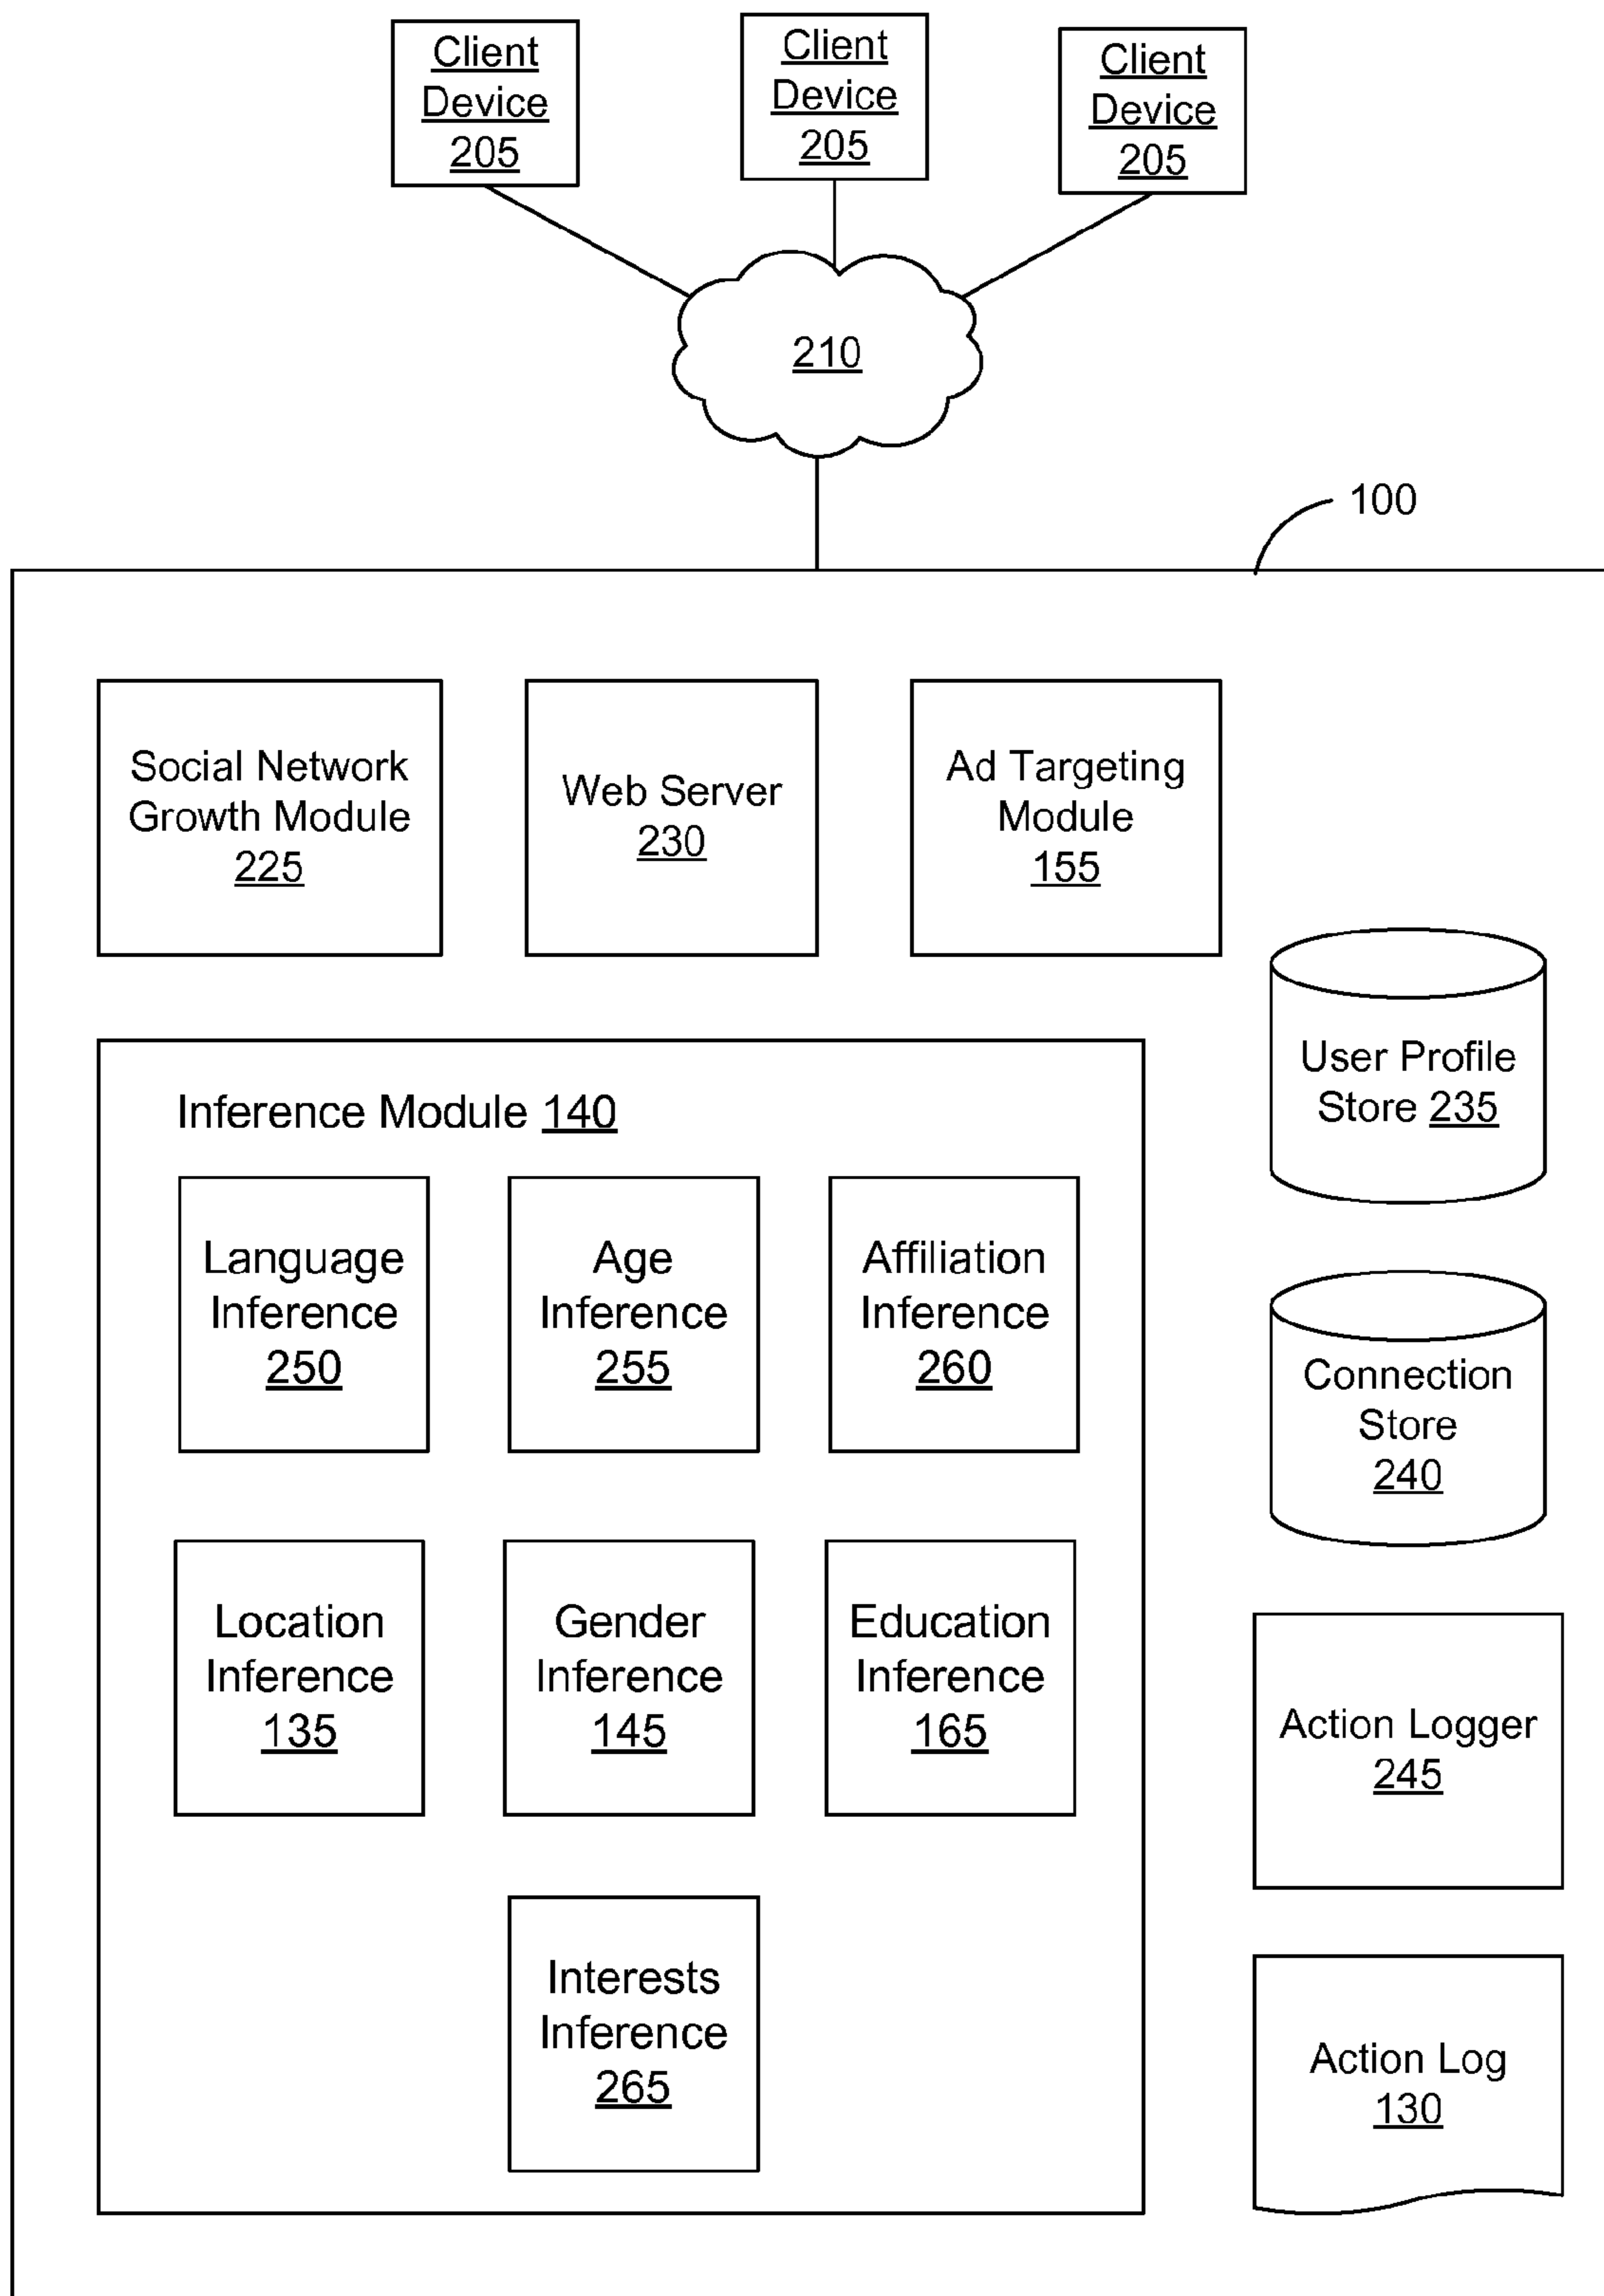 Client
Device
205
Client
Device
205
Client
Device
205
210
100
Social Network
Growth Module
225
Web Server
230
Ad Targeting
Module
155
User Profile
Store 235
Inference Module 140
Language
Inference
250
Age
Inference
255
Affiliation
Inference
260
Connection
Store
240
Location
Inference
135
Gender
Inference
145
Education
Inference
165
Action Logger
245
Interests
Inference
265
Action Log
130